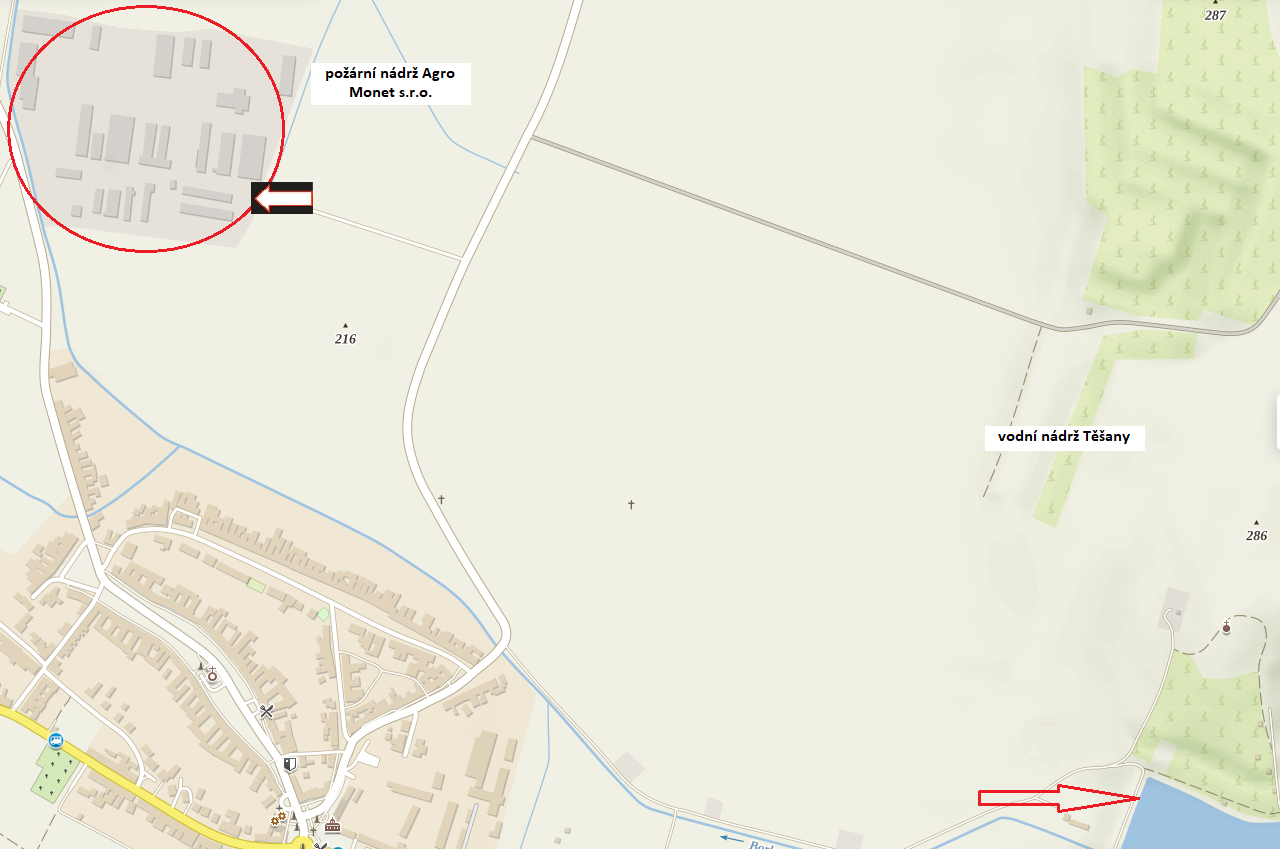 287
požární nádrž Agro
Monet s.r.o.
216
vodní nádrž Těšany
286